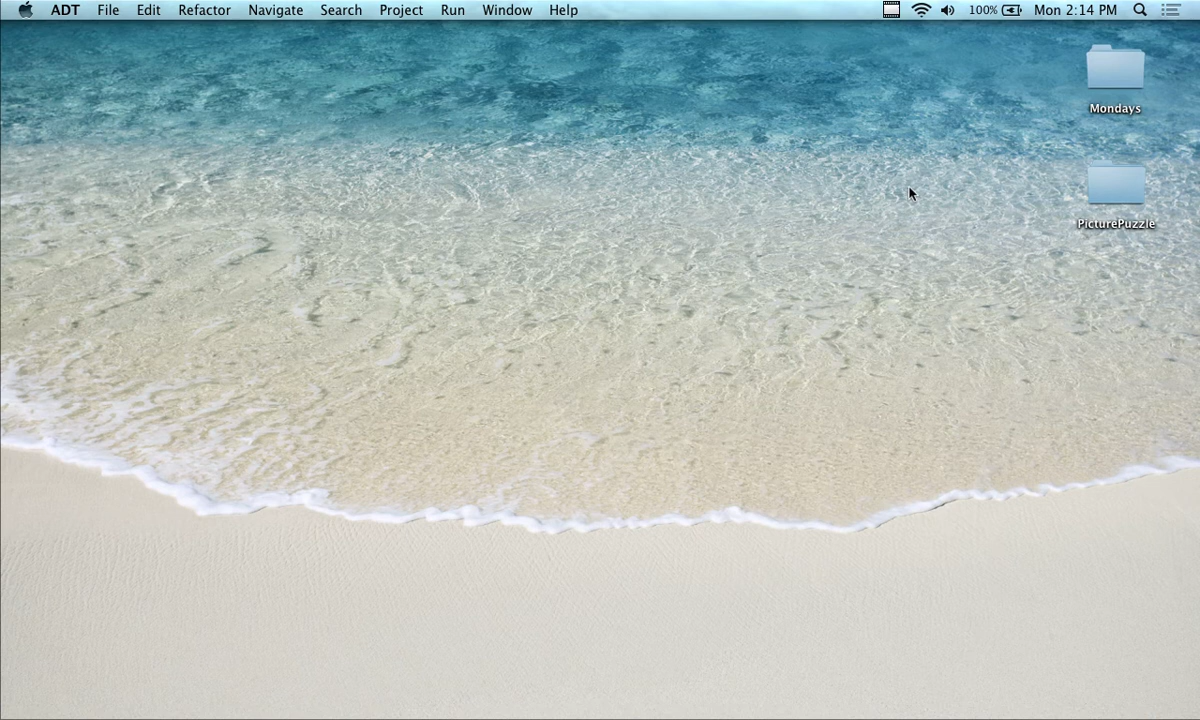 ADT File Edit Refactor Navigate Search Project Run Window Help 100% Mon 2:14 PM
Mondays
PicturePuzzle